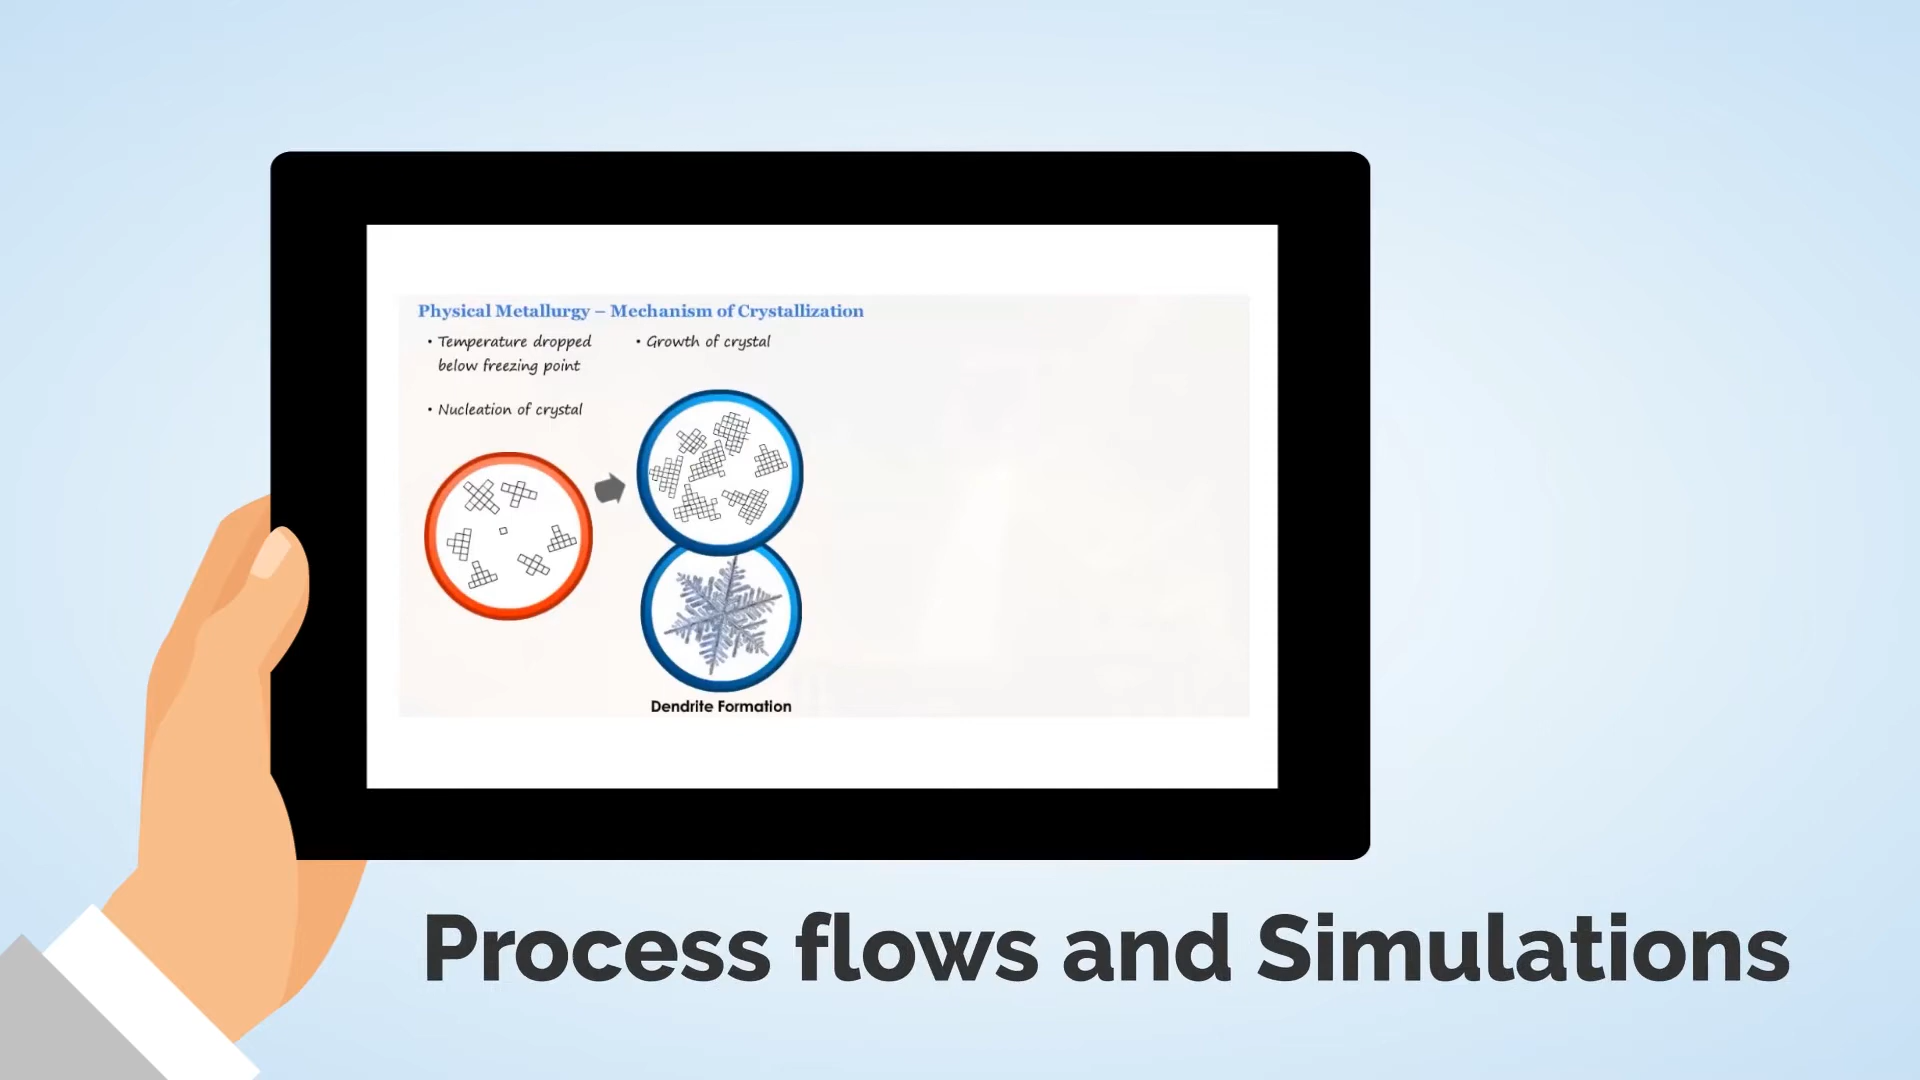 Physical Metallurgy – Mechanism of Crystallization
• Temperature dropped
below freezing point
• Nucleation of crystal
• Growth of crystal
Dendrite Formation
Process flows and Simulations